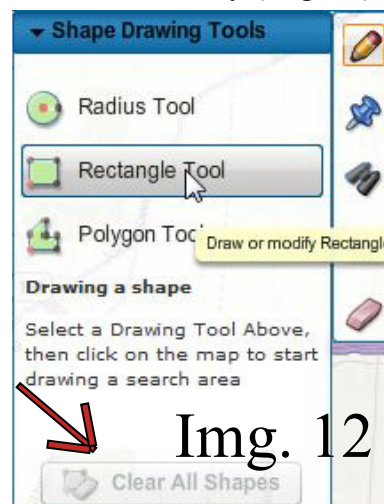 Shape Drawing Tools
Radius Tool
Rectangle Tool
Polygon
Draw or modify Rectangle
Drawing a shape
Select a Drawing Tool Above,
then click on the map to start
drawing a search area
Img. 12
Clear All Shapes